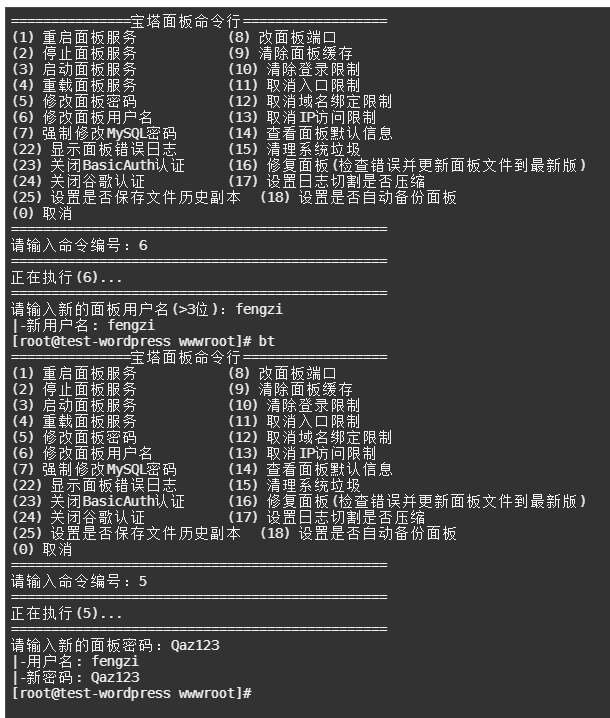 ===============宝塔面板命令行==================
(1) 重启面板服务 (8) 改面板端口
(2) 停止面板服务 (9) 清除面板缓存
(3) 启动面板服务 (10) 清除登录限制
(4) 重载面板服务 (11) 取消入口限制
(5) 修改面板密码 (12) 取消域名绑定限制
(6) 修改面板用户名 (13) 取消IP访问限制
(7) 强制修改MySQL密码 (14) 查看面板默认信息
(22) 显示面板错误日志 (15) 清理系统垃圾
(23) 关闭BasicAuth认证 (16) 修复面板(检查错误并更新面板文件到最新版)
(24) 关闭谷歌认证 (17) 设置日志切割是否压缩
(25) 设置是否保存文件历史副本 (18) 设置是否自动备份面板
(0) 取消
===============================================
请输入命令编号：6
===============================================
正在执行(6)...
===============================================
请输入新的面板用户名(>3位)：fengzi
|-新用户名: fengzi
[root@test-wordpress wwwroot]# bt
===============宝塔面板命令行==================
(1) 重启面板服务 (8) 改面板端口
(2) 停止面板服务 (9) 清除面板缓存
(3) 启动面板服务 (10) 清除登录限制
(4) 重载面板服务 (11) 取消入口限制
(5) 修改面板密码 (12) 取消域名绑定限制
(6) 修改面板用户名 (13) 取消IP访问限制
(7) 强制修改MySQL密码 (14) 查看面板默认信息
(22) 显示面板错误日志 (15) 清理系统垃圾
(23) 关闭BasicAuth认证 (16) 修复面板(检查错误并更新面板文件到最新版)
(24) 关闭谷歌认证 (17) 设置日志切割是否压缩
(25) 设置是否保存文件历史副本 (18) 设置是否自动备份面板
(0) 取消
===============================================
请输入命令编号：5
===============================================
正在执行(5)...
===============================================
请输入新的面板密码：Qaz123
|-用户名: fengzi
|-新密码: Qaz123
[root@test-wordpress wwwroot]#